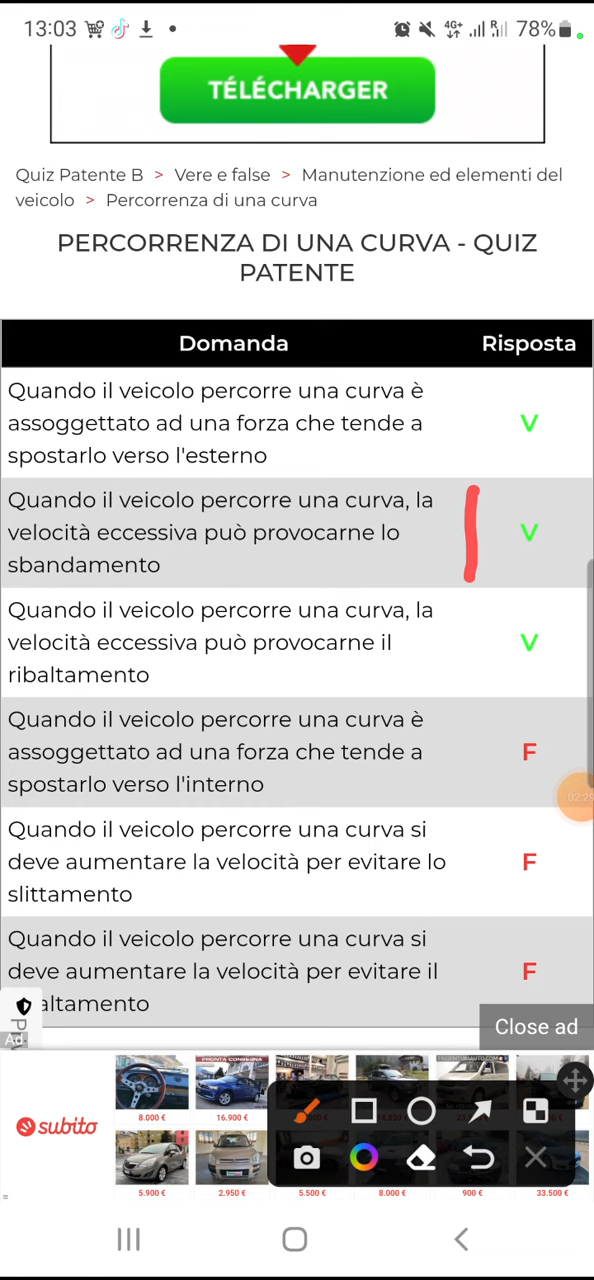 13:03
4G+
R
78%
TÉLÉCHARGER
Quiz Patente B > Vere e false > Manutenzione ed elementi del
veicolo > Percorrenza di una curva
PERCORRENZA DI UNA CURVA - QUIZ
PATENTE
Domanda Risposta
Quando il veicolo percorre una curva è
assoggettato ad una forza che tende a
spostarlo verso l'esterno
V
Quando il veicolo percorre una curva, la
velocità eccessiva può provocarne lo
sbandamento
V
Quando il veicolo percorre una curva, la
velocità eccessiva può provocarne il
ribaltamento
V
Quando il veicolo percorre una curva è
assoggettato ad una forza che tende a
spostarlo verso l'interno
F
02:29
Quando il veicolo percorre una curva si
deve aumentare la velocità per evitare lo
slittamento
F
Quando il veicolo percorre una curva si
deve aumentare la velocità per evitare il
altamento
F
Ad
Close ad
PRONTA CONSEGNA
subito
8.000 € 16.900 €
5.900 € 2.950 € 5.500 € 8.000 € 900 € 33.500 €